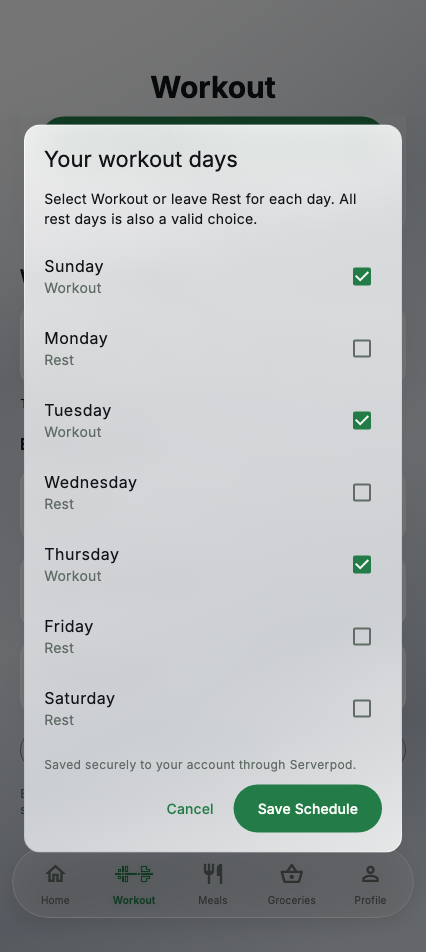 Workout
Your workout days
Select Workout or leave Rest for each day. All
rest days is also a valid choice.
Sunday
Workout
Monday
Rest
Tuesday
Workout
Wednesday
Rest
Thursday
Workout
Friday
Rest
Saturday
Rest
Saved securely to your account through Serverpod.
Cancel
Save Schedule
Home
Workout
Meals
Groceries
Profile